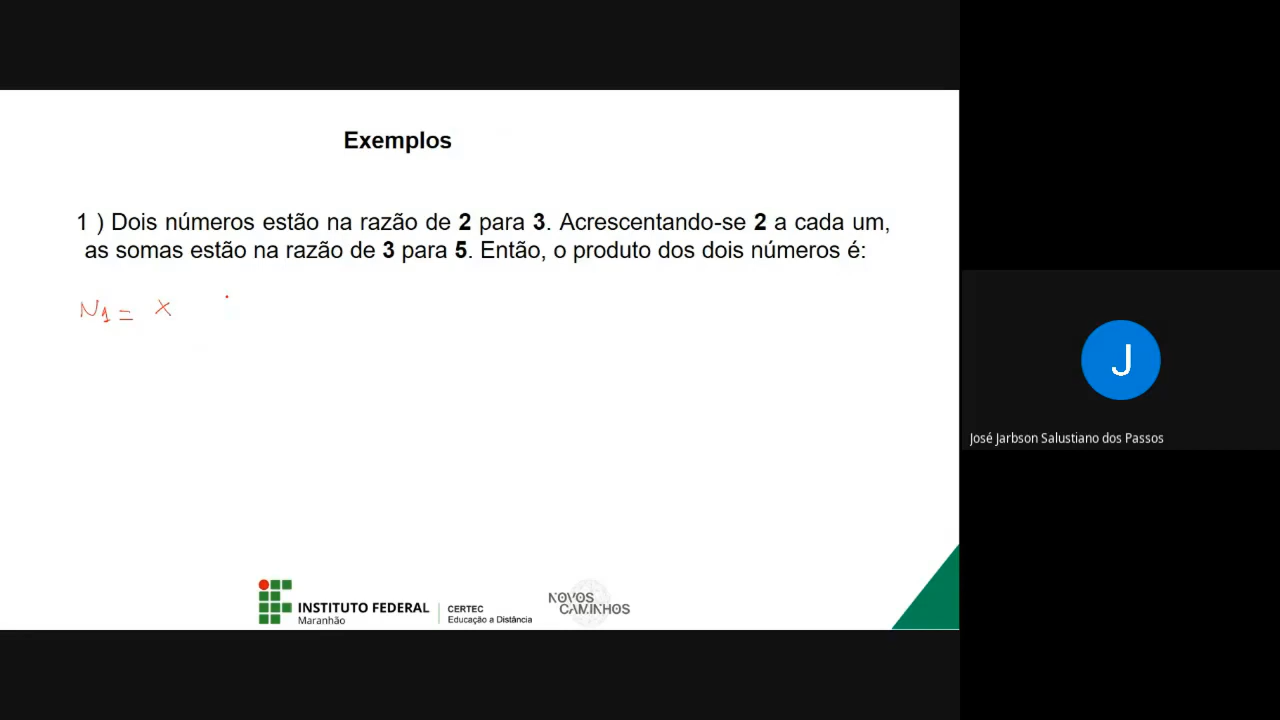 Exemplos
1 ) Dois números estão na razão de 2 para 3. Acrescentando-se 2 a cada um,
as somas estão na razão de 3 para 5. Então, o produto dos dois números é:
N1 = x
J
José Jarbson Salustiano dos Passos
INSTITUTO FEDERAL
Maranhão
CERTEC
Educação a Distância
NOVOS
CAMINHOS